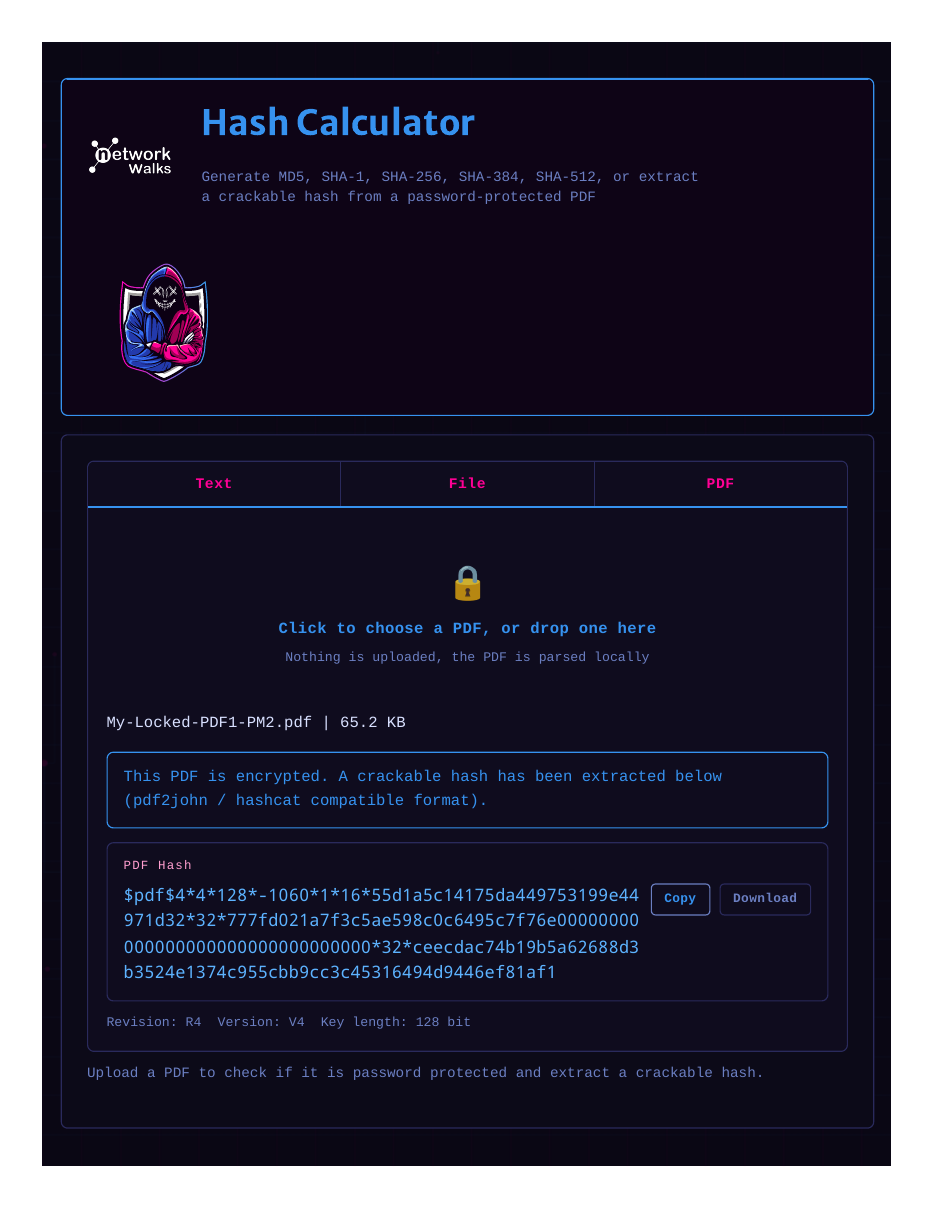 network
Walks
Hash Calculator
Generate MD5, SHA-1, SHA-256, SHA-384, SHA-512, or extract
a crackable hash from a password-protected PDF
Text
File
PDF
Click to choose a PDF, or drop one here
Nothing is uploaded, the PDF is parsed locally
My-Locked-PDF1-PM2.pdf | 65.2 KB
This PDF is encrypted. A crackable hash has been extracted below
(pdf2john / hashcat compatible format).
PDF Hash
$pdf$4*4*128*-1060*1*16*55d1a5c14175da449753199e44
971d32*32*777fd021a7f3c5ae598c0c6495c7f76e00000000
000000000000000000000000*32*ceecdac74b19b5a62688d3
b3524e1374c955cbb9cc3c45316494d9446ef81af1
Copy
Download
Revision: R4 Version: V4 Key length: 128 bit
Upload a PDF to check if it is password protected and extract a crackable hash.